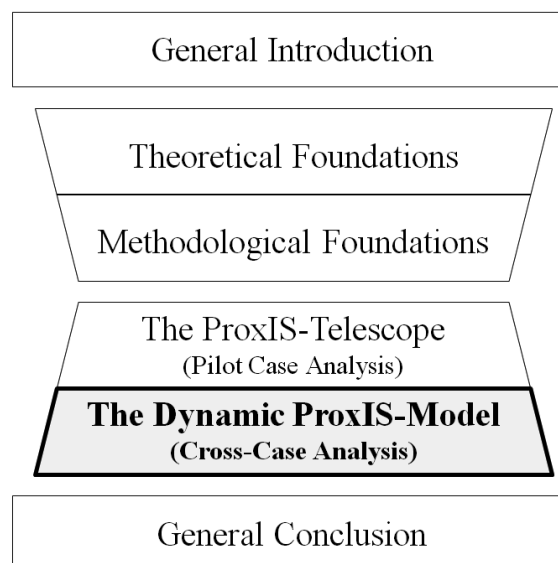 General Introduction
Theoretical Foundations
Methodological Foundations
The ProxIS-Telescope
(Pilot Case Analysis)
The Dynamic ProxIS-Model
(Cross-Case Analysis)
General Conclusion